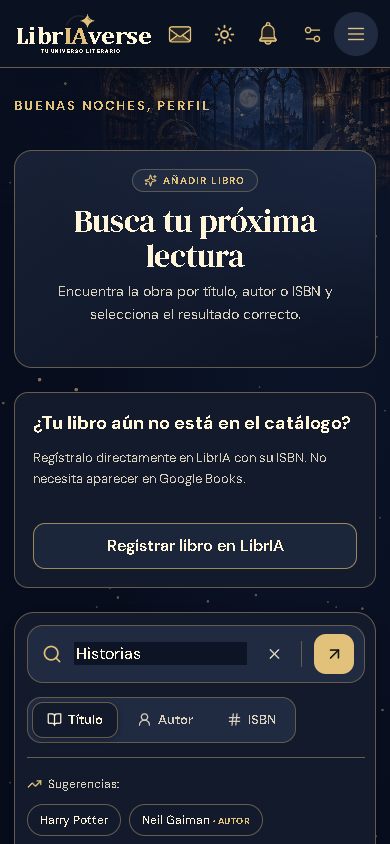 LibrIAverse
TU UNIVERSO LITERARIO
BUENAS NOCHES, PERFIL
AÑADIR LIBRO
Busca tu próxima
lectura
Encuentra la obra por título, autor o ISBN y
selecciona el resultado correcto.
¿Tu libro aún no está en el catálogo?
Regístralo directamente en LibrIA con su ISBN. No
necesita aparecer en Google Books.
Registrar libro en LibrIA
Historias
Título Autor ISBN
Sugerencias:
Harry Potter Neil Gaiman · AUTOR